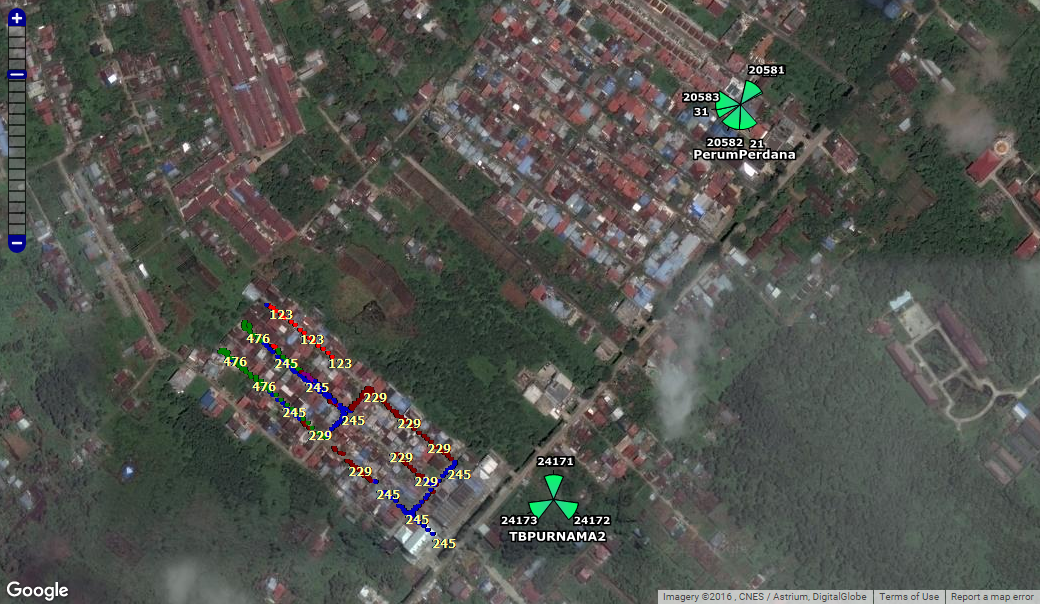 +
20581
20583
31
20582 21
PerumPerdana
123
476 123
476 245 123
476 245 229
245 245 229
229 229
229 229 245
245 229
24171
245
24173 24172
245
TBPURNAMA2
Google
Imagery ©2016 , CNES / Astrium, DigitalGlobe Terms of Use Report a map error